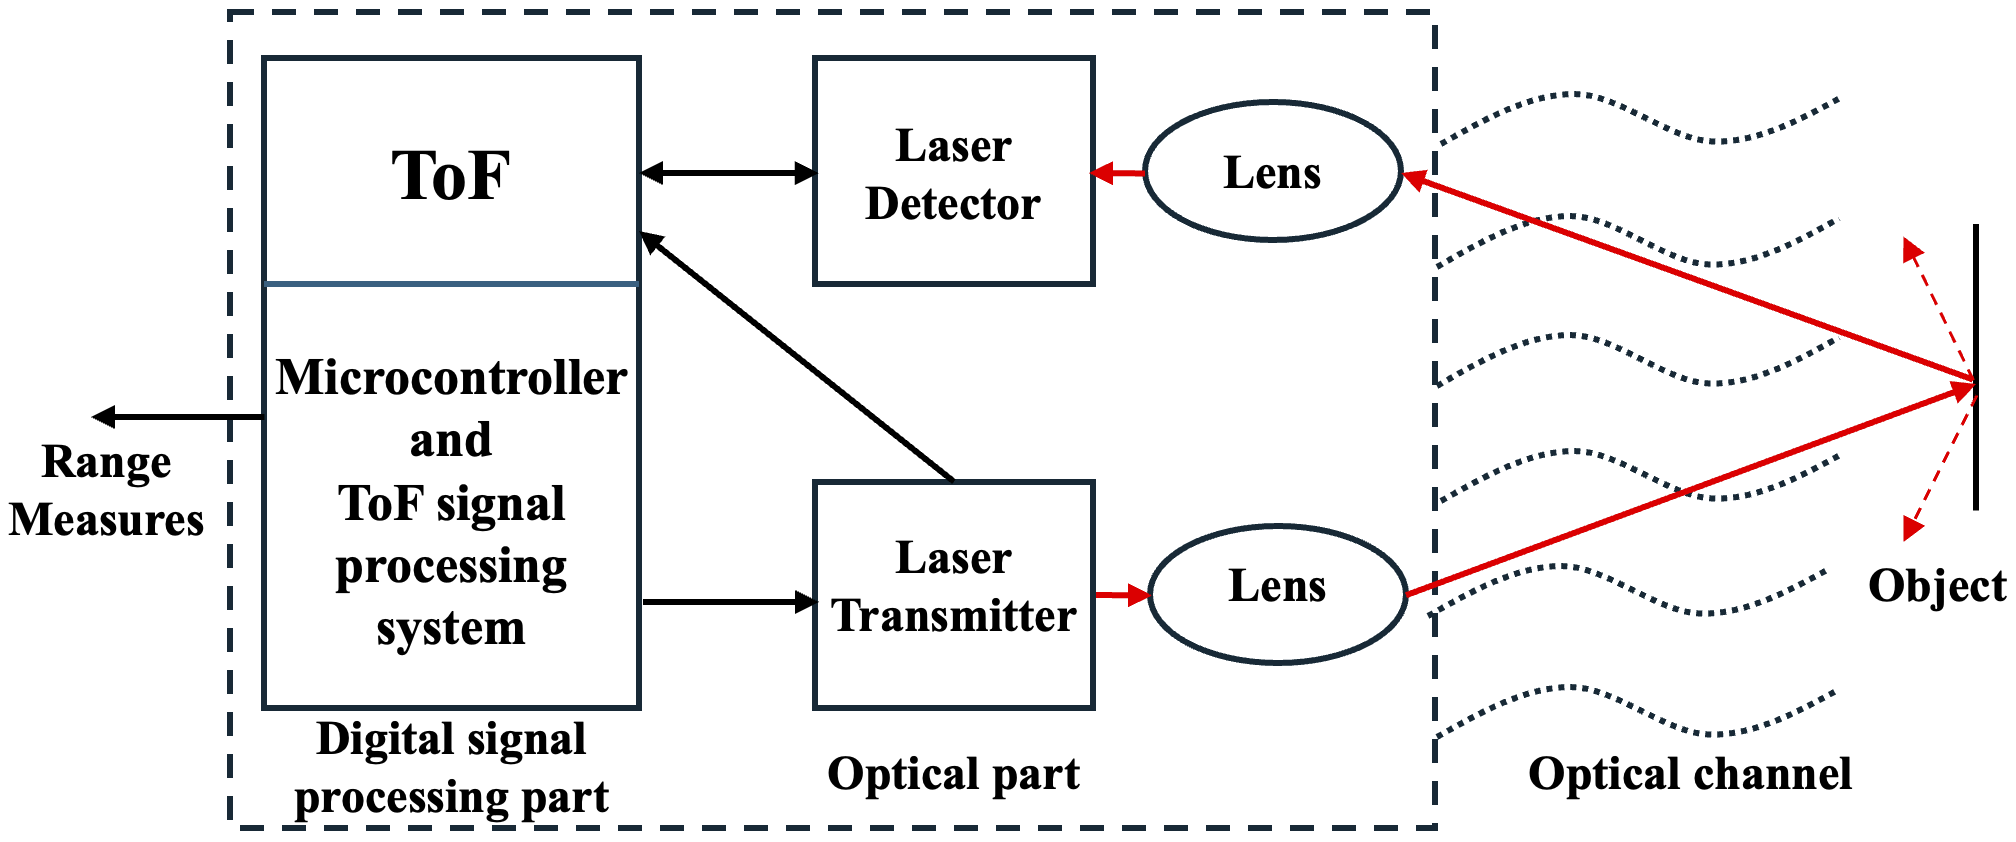 ToF
Microcontroller
and
ToF signal
processing
system
Digital signal
processing part
Range
Measures
Laser
Detector
Lens
Laser
Transmitter
Lens
Optical part
Optical channel
Object